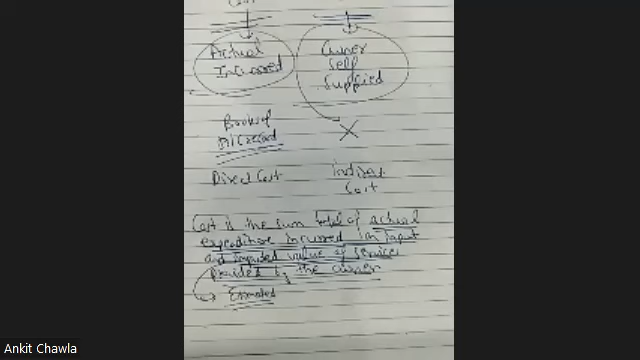 Cost
Actual
Incurred
Owner
Self
Supplied
Books of
Direct Cost
Indirect
Cost
Cost is the sum total of actual
expenditure incurred on Input
and Imputed value of services
Provided by the owner
Estimated
Ankit Chawla